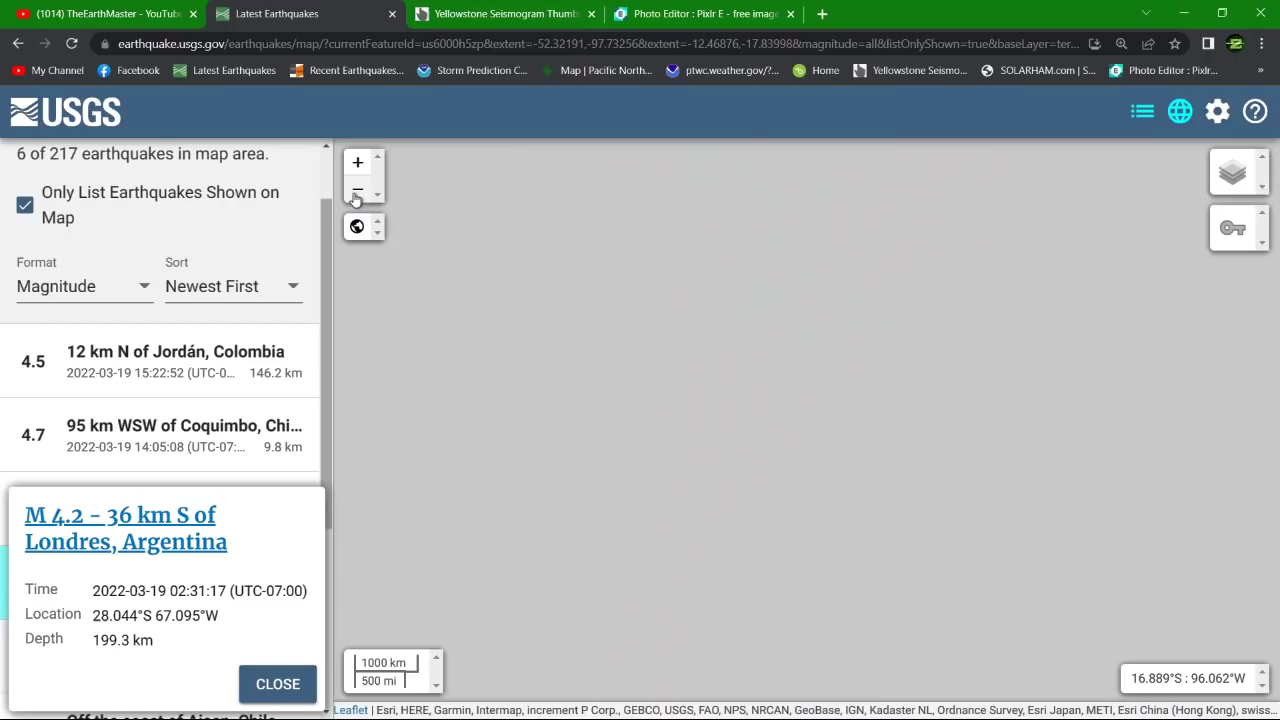 (1014) TheEarthMaster - YouTub
Latest Earthquakes
Yellowstone Seismogram Thumb
Photo Editor : Pixlr E - free image
earthquake.usgs.gov/earthquakes/map/?currentFeatureId=us6000h5zp&extent=-52.32191,-97.73256&extent=-12.46876,-17.83998&magnitude=all&listOnlyShown=true&baseLayer=ter...
My Channel
Facebook
Latest Earthquakes
Recent Earthquakes...
Storm Prediction C...
Map | Pacific North...
ptwc.weather.gov/?...
Home
Yellowstone Seismo...
SOLARHAM.com | S...
Photo Editor : Pixlr...
»
USGS
6 of 217 earthquakes in map area.
Only List Earthquakes Shown on
Map
Format
Sort
Magnitude
Newest First
4.5
12 km N of Jordán, Colombia
2022-03-19 15:22:52 (UTC-0...
146.2 km
4.7
95 km WSW of Coquimbo, Chi...
2022-03-19 14:05:08 (UTC-07:...
9.8 km
M 4.2 - 36 km S of
Londres, Argentina
Time
2022-03-19 02:31:17 (UTC-07:00)
Location
28.044°S 67.095°W
Depth
199.3 km
CLOSE
Off the coast of Aisen, Chile
1000 km
500 mi
16.889°S : 96.062°W
Leaflet | Esri, HERE, Garmin, Intermap, increment P Corp., GEBCO, USGS, FAO, NPS, NRCAN, GeoBase, IGN, Kadaster NL, Ordnance Survey, Esri Japan, METI, Esri China (Hong Kong), swiss...